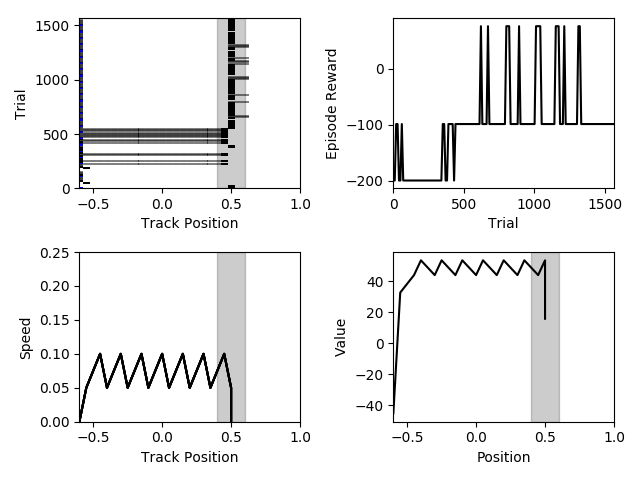 1500
1000
500
0
−0.5 0.0 0.5 1.0
Trial
Track Position
0
−100
−200
0 500 1000 1500
Episode Reward
Trial
0.25
0.20
0.15
0.10
0.05
0.00
−0.5 0.0 0.5 1.0
Speed
Track Position
40
20
0
−20
−40
−0.5 0.0 0.5 1.0
Value
Position